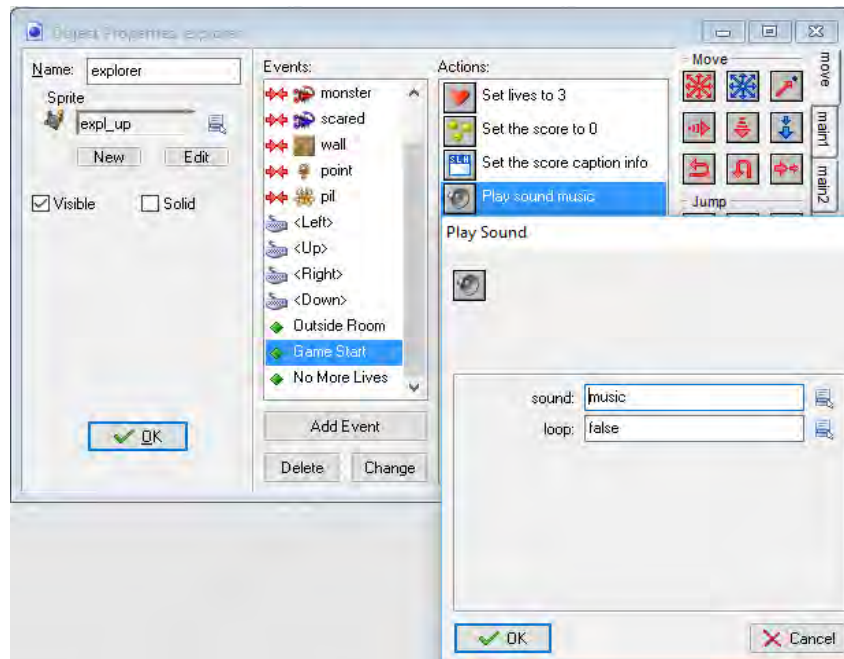 Object Properties: explorer
Name: explorer
Sprite
expl_up
New Edit
Visible Solid
OK
Events:
monster
scared
wall
point
pil
<Left>
<Up>
<Right>
<Down>
Outside Room
Game Start
No More Lives
Add Event
Delete Change
Actions:
Set lives to 3
Set the score to 0
Set the score caption info
Play sound music
Move
Jump
move
main1
main2
Play Sound
sound: music
loop: false
OK Cancel